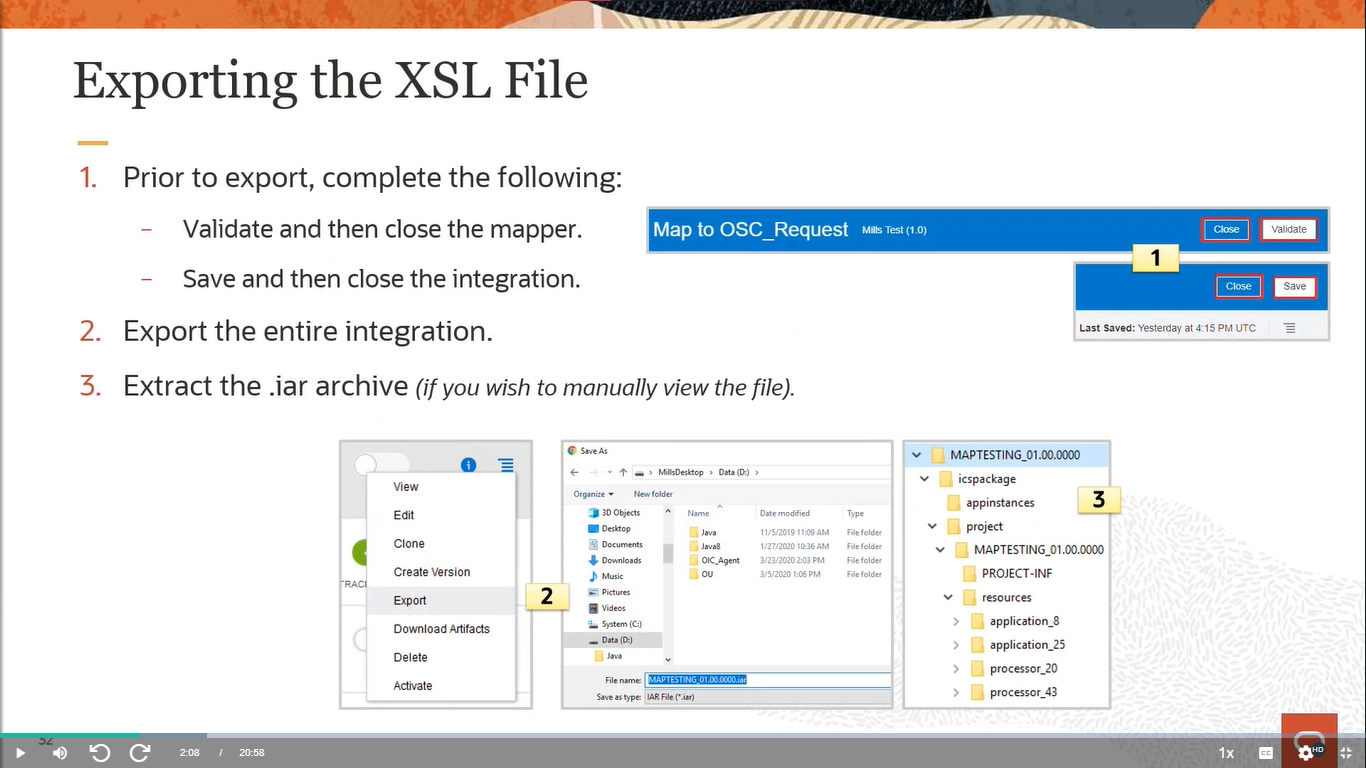 Exporting the XSL File
1. Prior to export, complete the following:
– Validate and then close the mapper.
– Save and then close the integration.
2. Export the entire integration.
3. Extract the .iar archive (if you wish to manually view the file).
Map to OSC_Request Mills Test (1.0) Close Validate
1
Close Save
Last Saved: Yesterday at 4:15 PM UTC
View
Edit
Clone
Create Version
Export
Download Artifacts
Delete
Activate
2
Save As
MillsDesktop > Data (D:) >
Organize New folder
3D Objects
Desktop
Documents
Downloads
Music
Pictures
Videos
System (C:)
Data (D:)
Java
Name Date modified Type
Java 11/5/2019 11:09 AM File folder
Java8 1/27/2020 10:36 AM File folder
OIC_Agent 3/23/2020 2:03 PM File folder
OU 3/5/2020 1:06 PM File folder
File name: MAPTESTING_01.00.0000.iar
Save as type: IAR File (*.iar)
MAPTESTING_01.00.0000
icspackage
appinstances
project
MAPTESTING_01.00.0000
PROJECT-INF
resources
application_8
application_25
processor_20
processor_43
3
2:08 / 20:58
1x
CC
HD